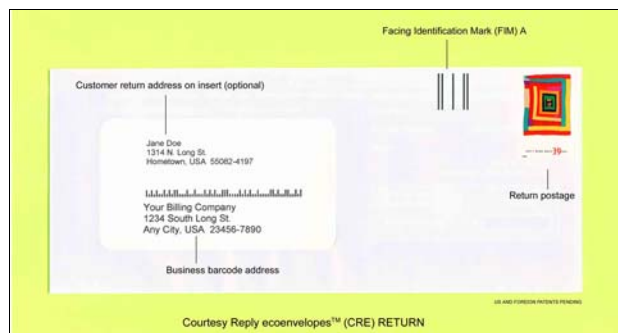 Facing Identification Mark (FIM) A
Customer return address on insert (optional)
Jane Doe
1314 N. Long St.
Hometown, USA 55082-4197
39
Return postage
Your Billing Company
1234 South Long St.
Any City, USA 23456-7890
Business barcode address
US AND FOREIGN PATENTS PENDING
Courtesy Reply ecoenvelopes™ (CRE) RETURN